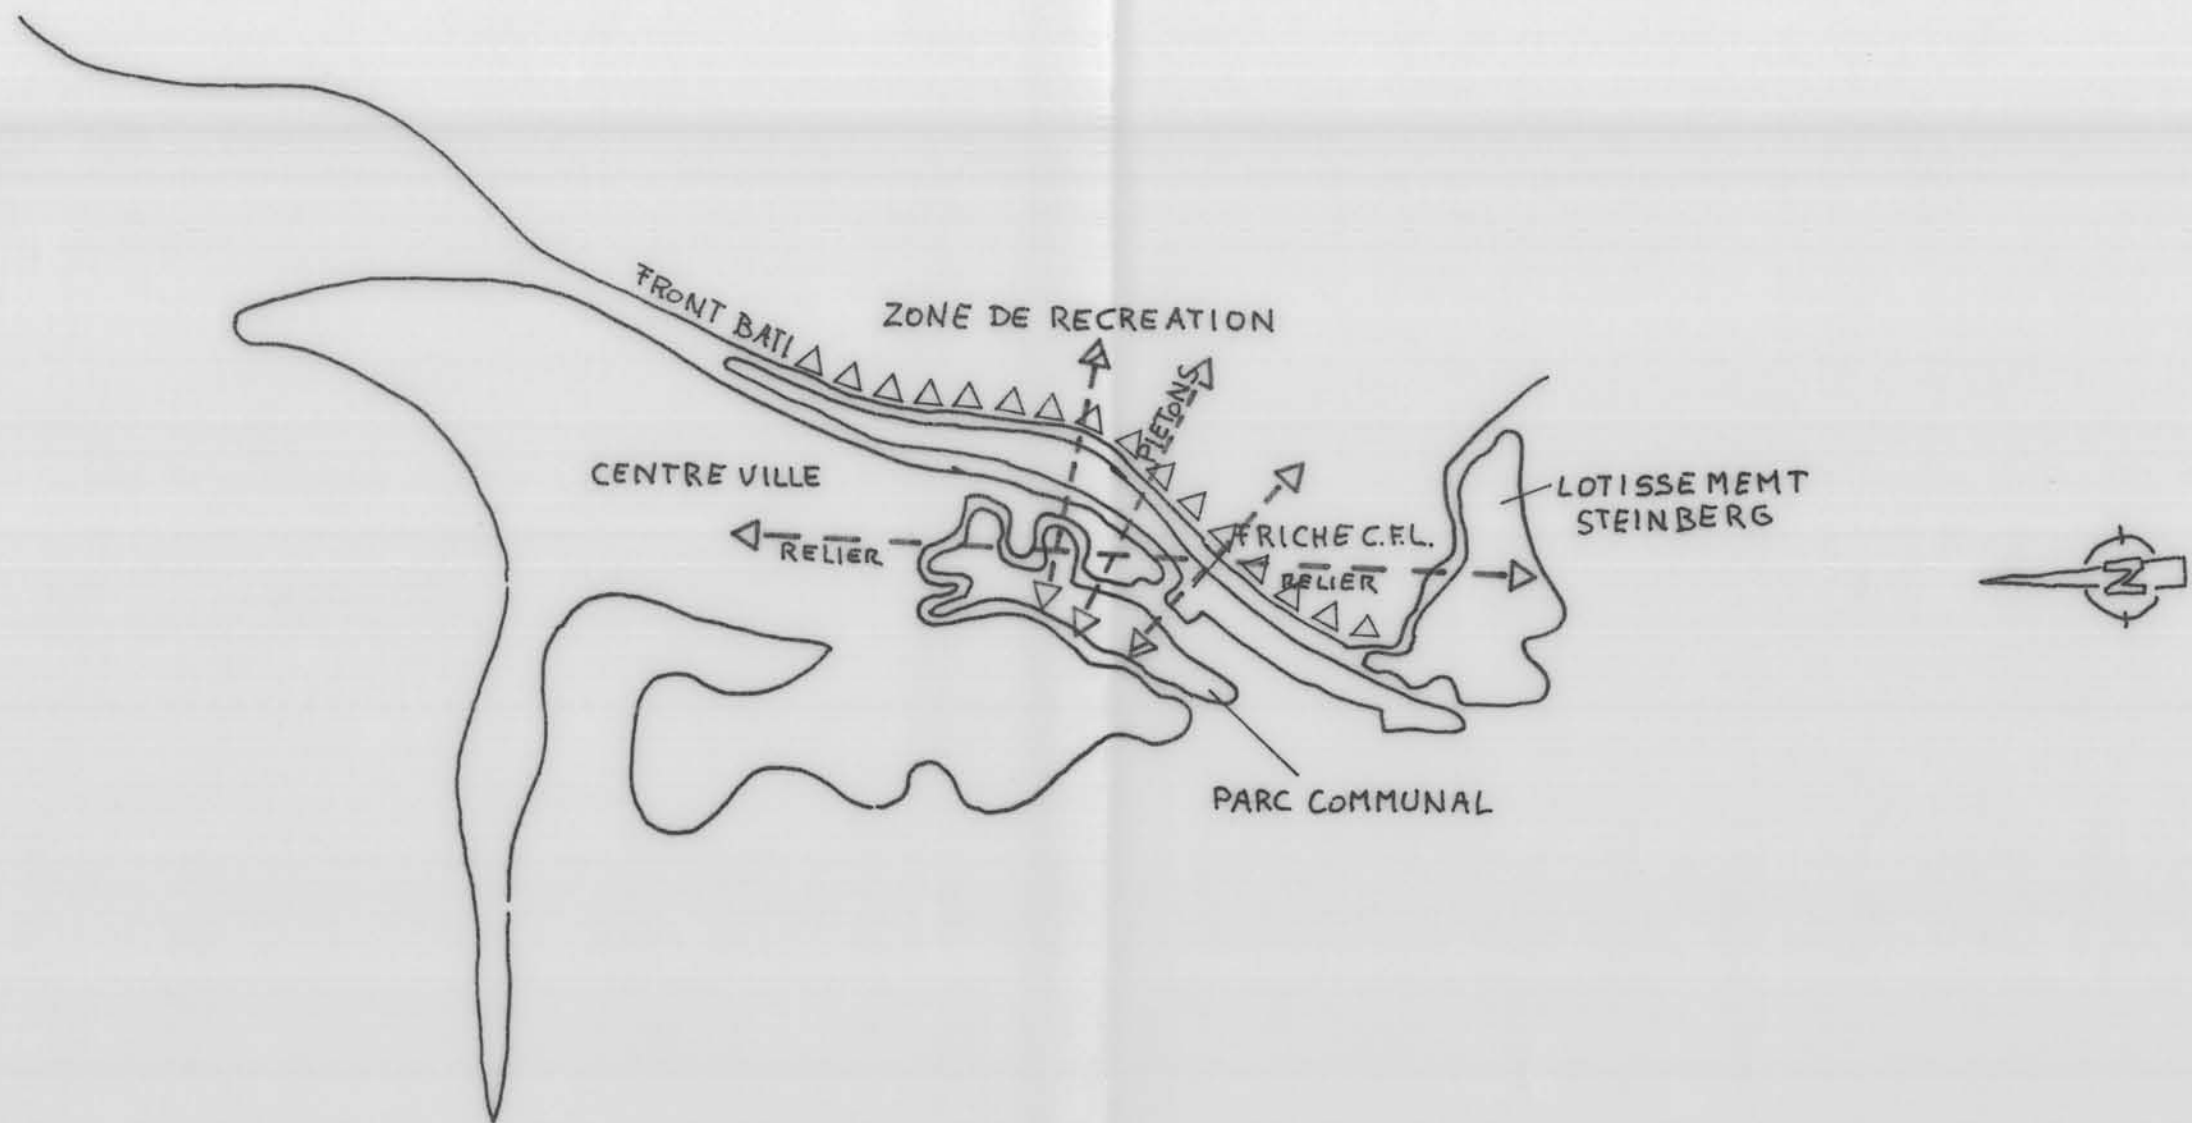 FRONT BATI
ZONE DE RECREATION
PIETONS
CENTRE VILLE
RELIER
FRICHE C.F.L.
RELIER
LOTISSEMEMT
STEINBERG
N
PARC COMMUNAL